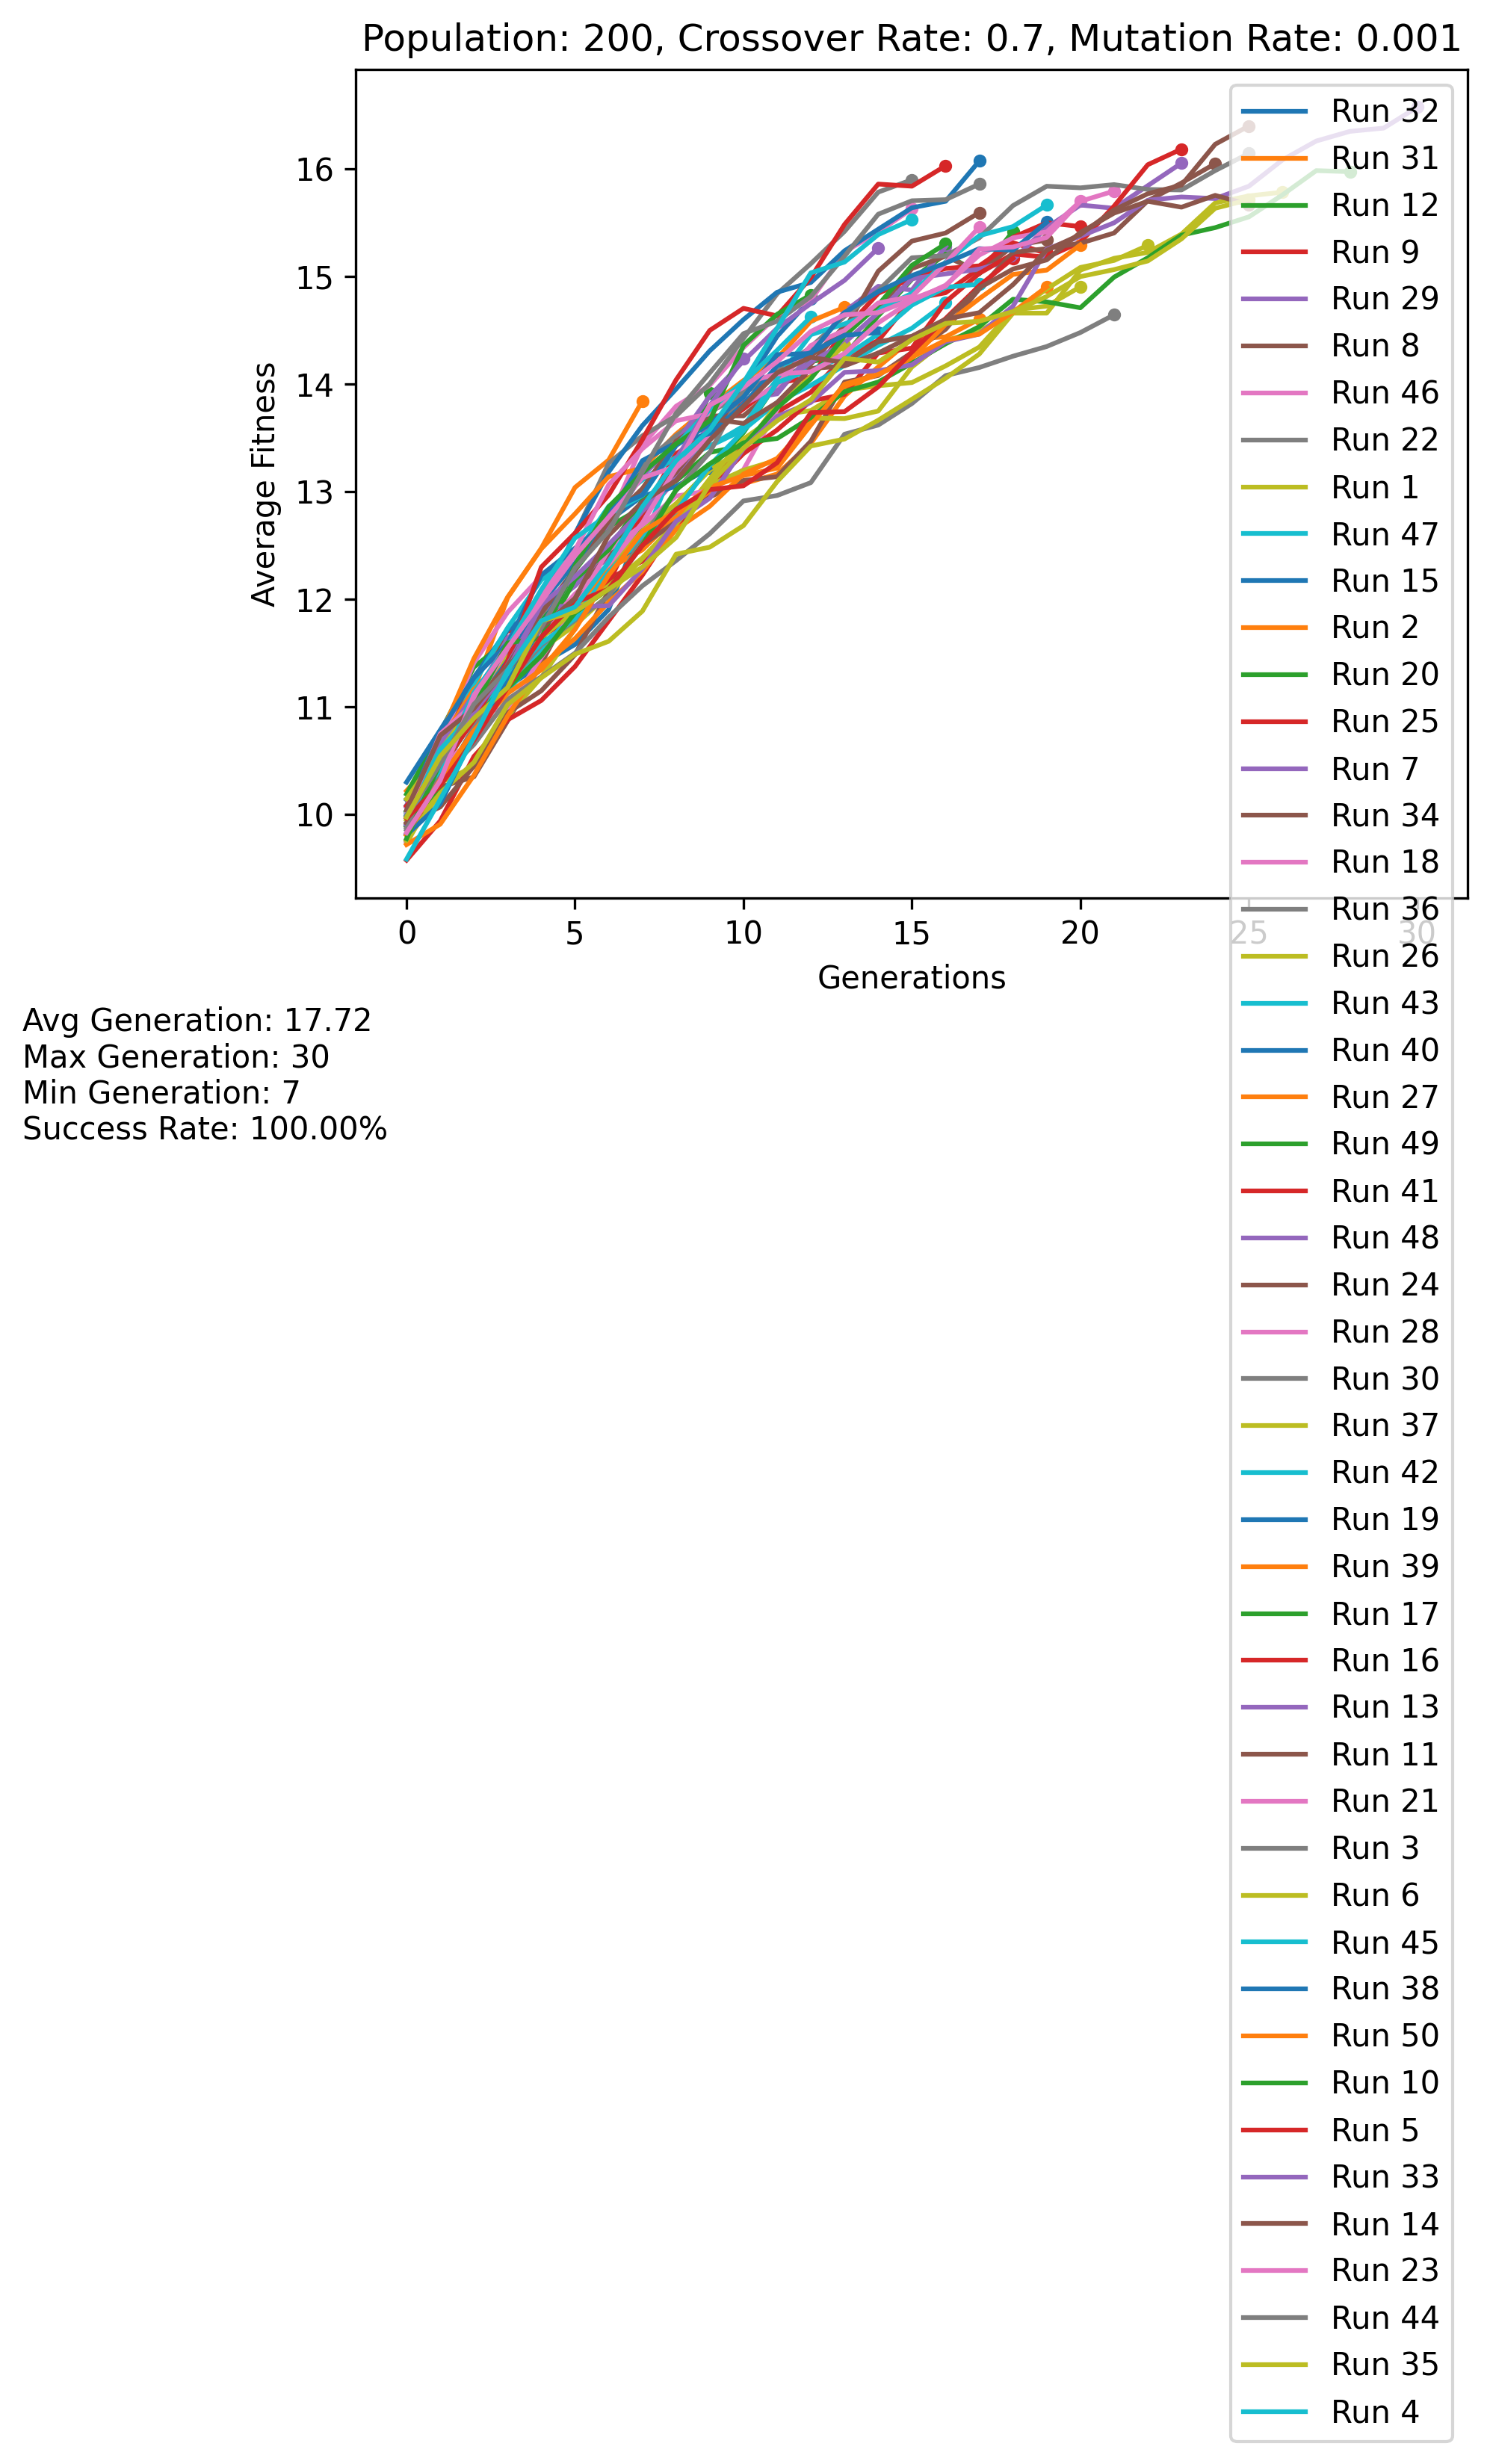 Population: 200, Crossover Rate: 0.7, Mutation Rate: 0.001
Average Fitness
16
15
14
13
12
11
10
0 5 10 15 20 25 30
Generations
Avg Generation: 17.72
Max Generation: 30
Min Generation: 7
Success Rate: 100.00%
Run 32
Run 31
Run 12
Run 9
Run 29
Run 8
Run 46
Run 22
Run 1
Run 47
Run 15
Run 2
Run 20
Run 25
Run 7
Run 34
Run 18
Run 36
Run 26
Run 43
Run 40
Run 27
Run 49
Run 41
Run 48
Run 24
Run 28
Run 30
Run 37
Run 42
Run 19
Run 39
Run 17
Run 16
Run 13
Run 11
Run 21
Run 3
Run 6
Run 45
Run 38
Run 50
Run 10
Run 5
Run 33
Run 14
Run 23
Run 44
Run 35
Run 4